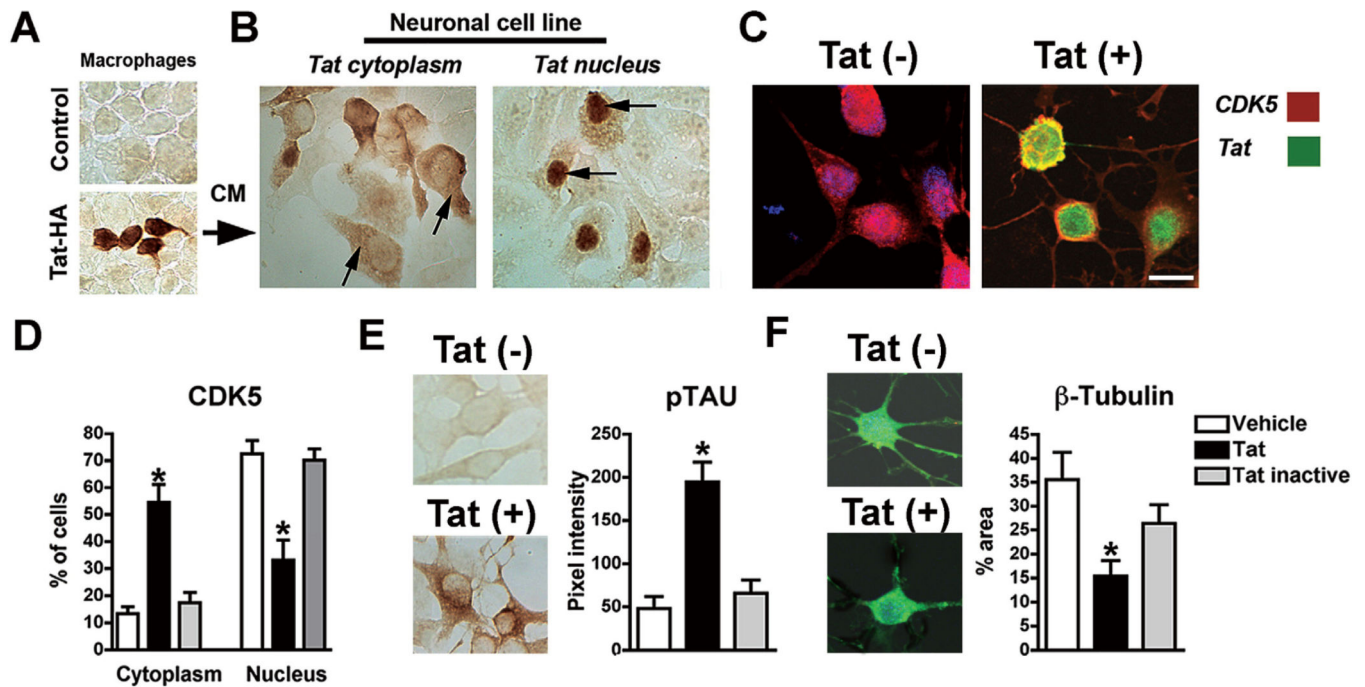 A
Macrophages
Control
Tat-HA
CM
B
Neuronal cell line
Tat cytoplasm
Tat nucleus
C
Tat (-)
Tat (+)
CDK5
Tat
D
CDK5
% of cells
80
70
60
50
40
30
20
10
0
*
*
Cytoplasm
Nucleus
E
Tat (-)
Tat (+)
pTAU
Pixel intensity
250
200
150
100
50
0
*
F
Tat (-)
Tat (+)
β-Tubulin
% area
45
40
35
30
25
20
15
10
5
0
*
Vehicle
Tat
Tat inactive